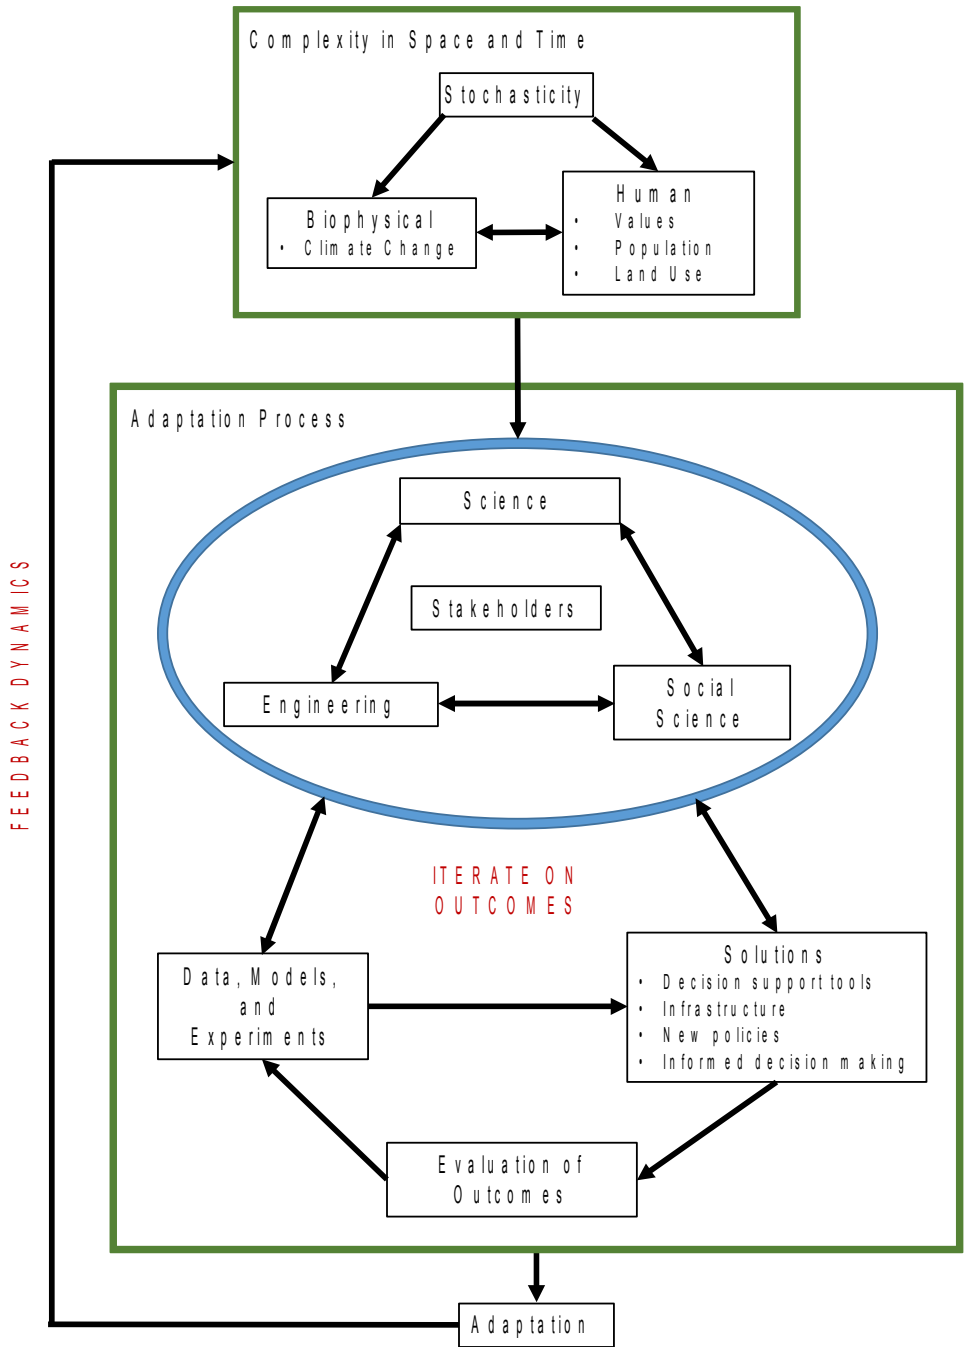 Complexity in Space and Time
Stochasticity
Biophysical
• Climate Change
Human
• Values
• Population
• Land Use
Adaptation Process
Science
Stakeholders
Engineering
Social
Science
FEEDBACK DYNAMICS
ITERATE ON
OUTCOMES
Data, Models,
and
Experiments
Solutions
• Decision support tools
• Infrastructure
• New policies
• Informed decision making
Evaluation of
Outcomes
Adaptation